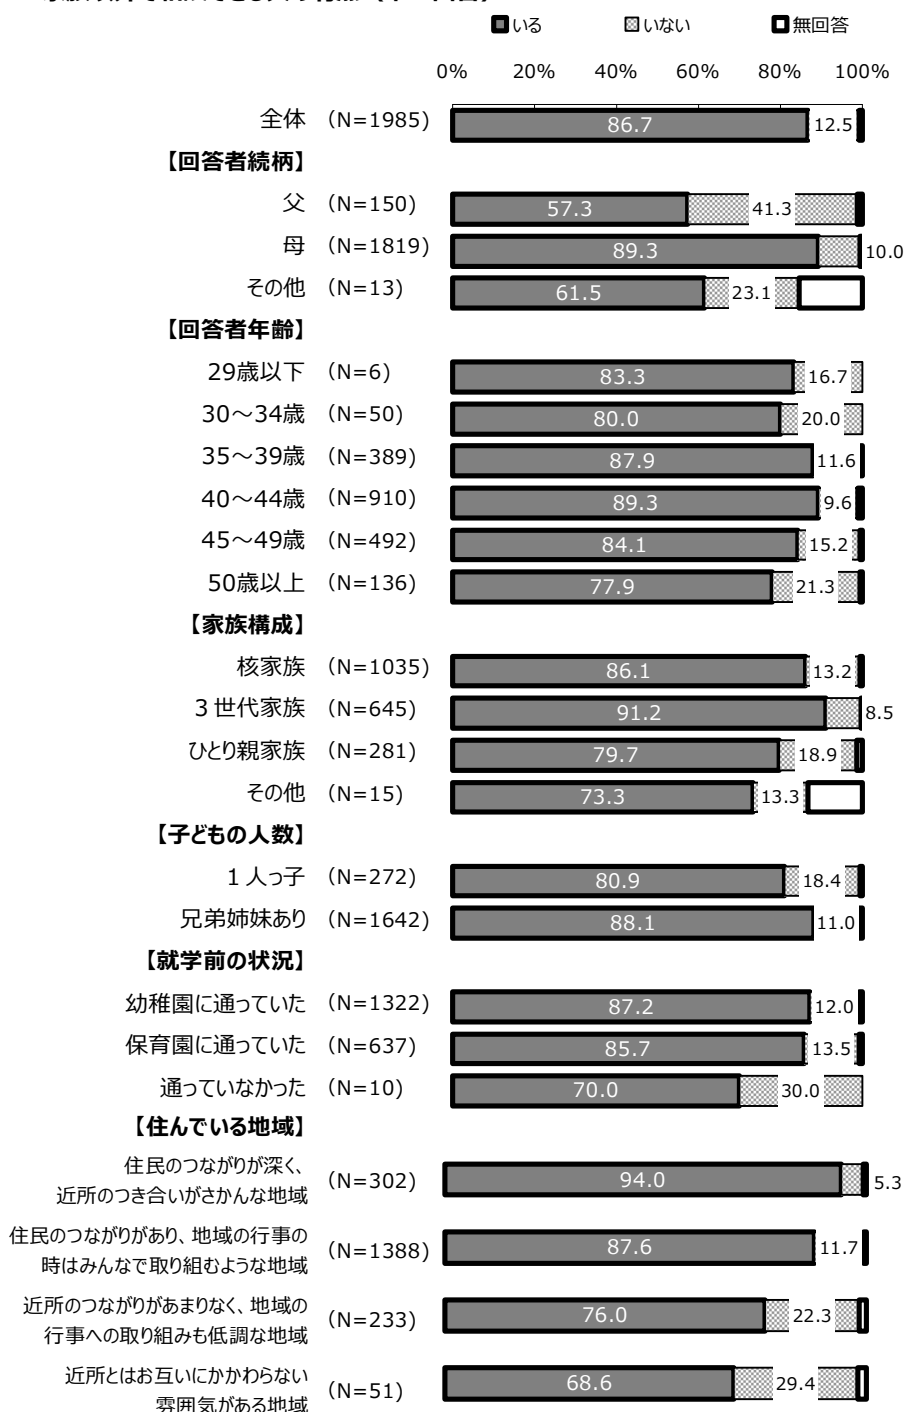 いる いない 無回答
0% 20% 40% 60% 80% 100%
全体 （N=1985） 86.7 12.5
【回答者続柄】
父 （N=150） 57.3 41.3
母 （N=1819） 89.3 10.0
その他 （N=13） 61.5 23.1
【回答者年齢】
29歳以下 （N=6） 83.3 16.7
30～34歳 （N=50） 80.0 20.0
35～39歳 （N=389） 87.9 11.6
40～44歳 （N=910） 89.3 9.6
45～49歳 （N=492） 84.1 15.2
50歳以上 （N=136） 77.9 21.3
【家族構成】
核家族 （N=1035） 86.1 13.2
３世代家族 （N=645） 91.2 8.5
ひとり親家族 （N=281） 79.7 18.9
その他 （N=15） 73.3 13.3
【子どもの人数】
１人っ子 （N=272） 80.9 18.4
兄弟姉妹あり （N=1642） 88.1 11.0
【就学前の状況】
幼稚園に通っていた （N=1322） 87.2 12.0
保育園に通っていた （N=637） 85.7 13.5
通っていなかった （N=10） 70.0 30.0
【住んでいる地域】
住民のつながりが深く、
近所のつき合いがさかんな地域 （N=302） 94.0 5.3
住民のつながりがあり、地域の行事の
時はみんなで取り組むような地域 （N=1388） 87.6 11.7
近所のつながりがあまりなく、地域の
行事への取り組みも低調な地域 （N=233） 76.0 22.3
近所とはお互いにかかわらない
雰囲気がある地域 （N=51） 68.6 29.4